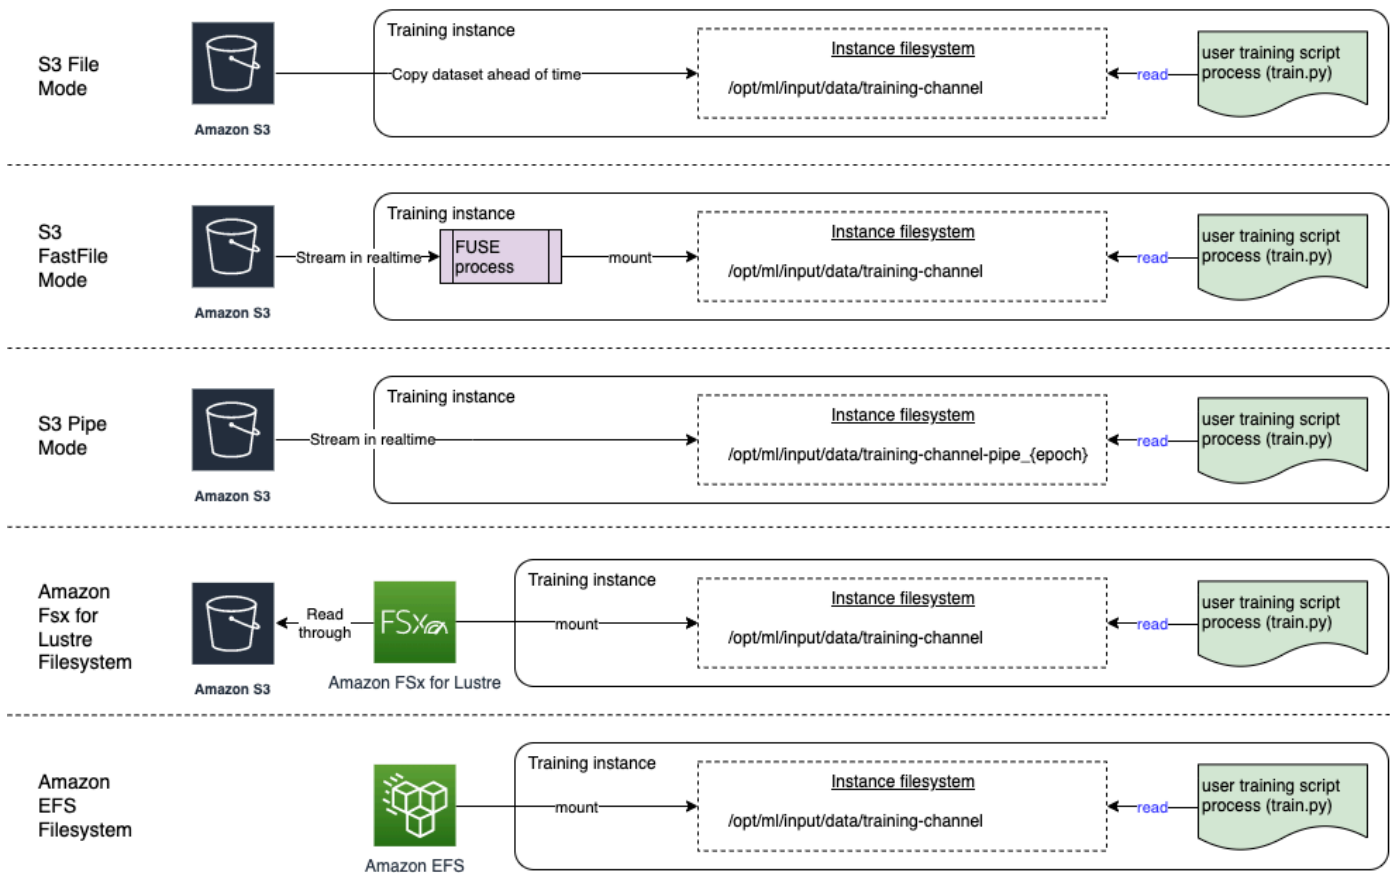 S3 File
Mode
Amazon S3
Training instance
Copy dataset ahead of time
Instance filesystem
/opt/ml/input/data/training-channel
read
user training script
process (train.py)
S3
FastFile
Mode
Amazon S3
Stream in realtime
Training instance
FUSE
process
mount
Instance filesystem
/opt/ml/input/data/training-channel
read
user training script
process (train.py)
S3 Pipe
Mode
Amazon S3
Stream in realtime
Training instance
Instance filesystem
/opt/ml/input/data/training-channel-pipe_{epoch}
read
user training script
process (train.py)
Amazon
Fsx for
Lustre
Filesystem
Amazon S3
Read
through
FSx
Amazon FSx for Lustre
Training instance
mount
Instance filesystem
/opt/ml/input/data/training-channel
read
user training script
process (train.py)
Amazon
EFS
Filesystem
Amazon EFS
Training instance
mount
Instance filesystem
/opt/ml/input/data/training-channel
read
user training script
process (train.py)